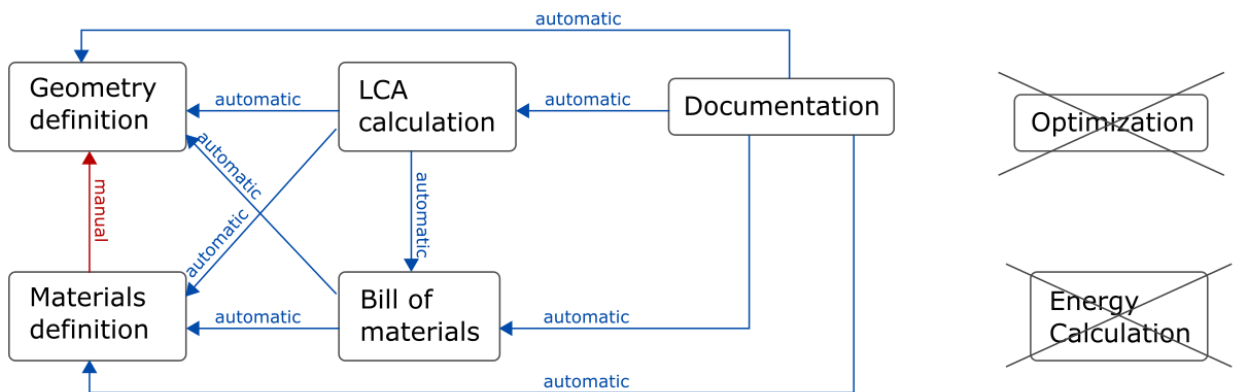 automatic
Geometry
definition
automatic
LCA
calculation
automatic
Documentation
Optimization
automatic
manual
automatic
automatic
Materials
definition
automatic
Bill of
materials
automatic
Energy
Calculation
automatic